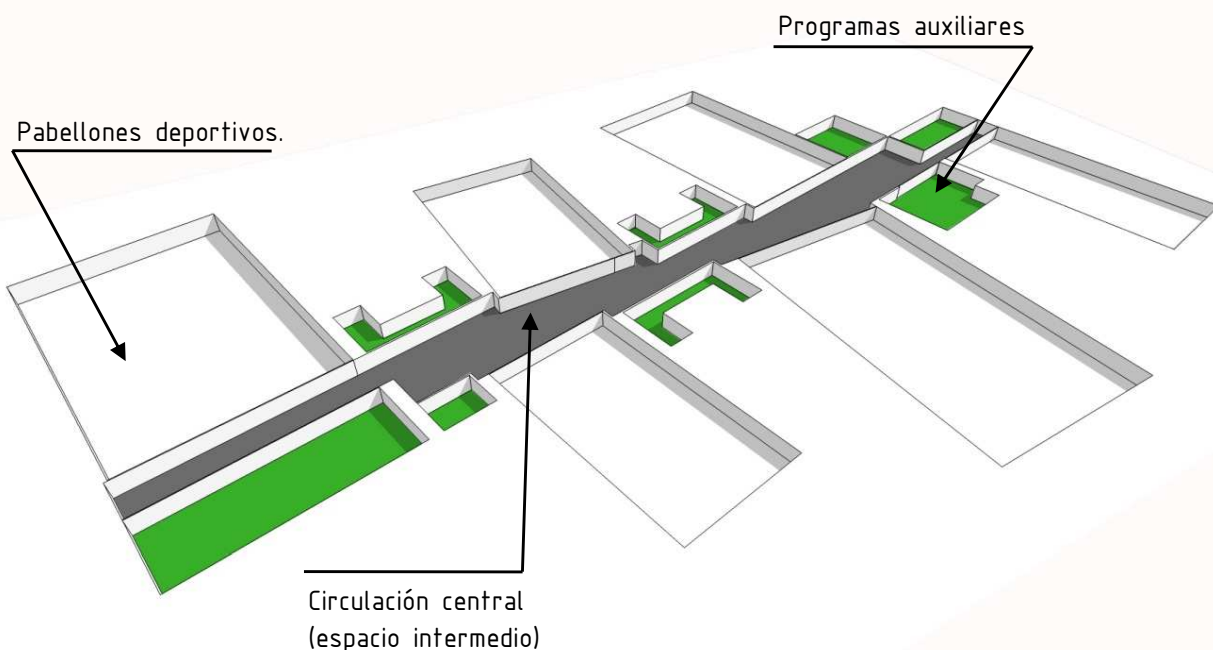 Programas auxiliares
Pabellones deportivos.
Circulación central
(espacio intermedio)